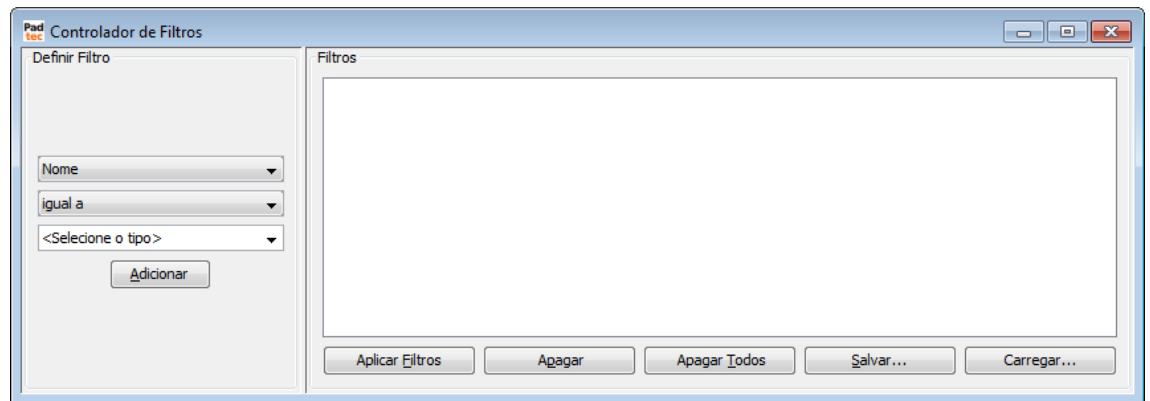 Pad
tec
Controlador de Filtros
Definir Filtro
Nome
igual a
<Selecione o tipo>
Adicionar
Filtros
Aplicar Filtros
Apagar
Apagar Todos
Salvar...
Carregar...